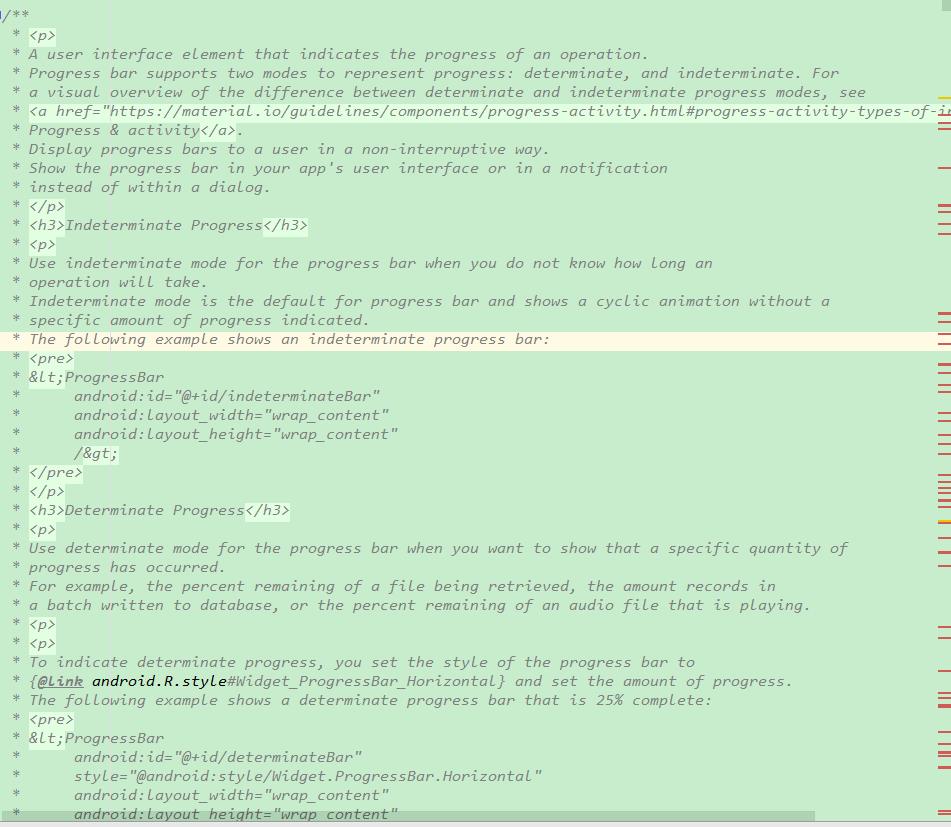 /**
 * <p>
 * A user interface element that indicates the progress of an operation.
 * Progress bar supports two modes to represent progress: determinate, and indeterminate. For
 * a visual overview of the difference between determinate and indeterminate progress modes, see
 * <a href="https://material.io/guidelines/components/progress-activity.html#progress-activity-types-of-i
 * Progress & activity</a>.
 * Display progress bars to a user in a non-interruptive way.
 * Show the progress bar in your app's user interface or in a notification
 * instead of within a dialog.
 * </p>
 * <h3>Indeterminate Progress</h3>
 * <p>
 * Use indeterminate mode for the progress bar when you do not know how long an
 * operation will take.
 * Indeterminate mode is the default for progress bar and shows a cyclic animation without a
 * specific amount of progress indicated.
 * The following example shows an indeterminate progress bar:
 * <pre>
 * &lt;ProgressBar
 *      android:id="@+id/indeterminateBar"
 *      android:layout_width="wrap_content"
 *      android:layout_height="wrap_content"
 *      /&gt;
 * </pre>
 * </p>
 * <h3>Determinate Progress</h3>
 * <p>
 * Use determinate mode for the progress bar when you want to show that a specific quantity of
 * progress has occurred.
 * For example, the percent remaining of a file being retrieved, the amount records in
 * a batch written to database, or the percent remaining of an audio file that is playing.
 * <p>
 * <p>
 * To indicate determinate progress, you set the style of the progress bar to
 * {@link android.R.style#Widget_ProgressBar_Horizontal} and set the amount of progress.
 * The following example shows a determinate progress bar that is 25% complete:
 * <pre>
 * &lt;ProgressBar
 *      android:id="@+id/determinateBar"
 *      style="@android:style/Widget.ProgressBar.Horizontal"
 *      android:layout_width="wrap_content"
 *      android:layout_height="wrap_content"